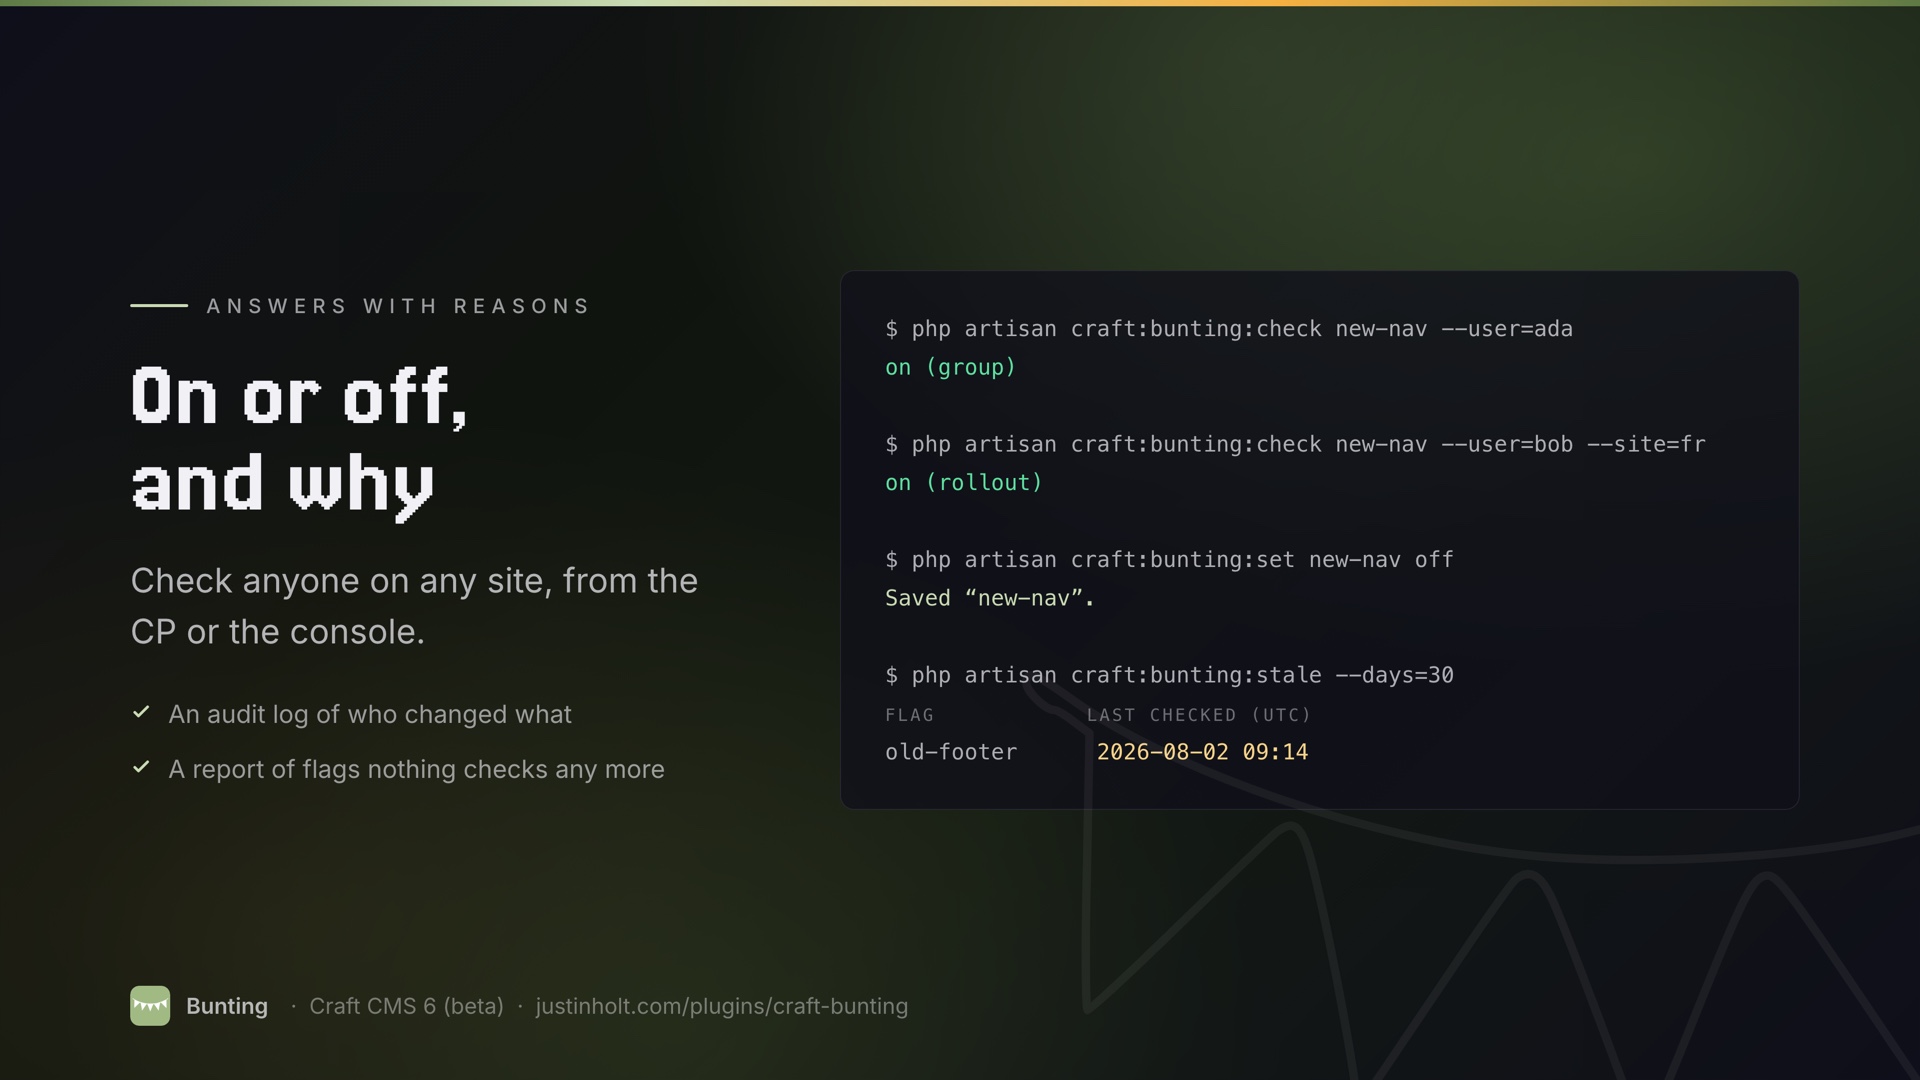 ANSWERS WITH REASONS
On or off,
and why
Check anyone on any site, from the
CP or the console.
An audit log of who changed what
A report of flags nothing checks any more
$ php artisan craft:bunting:check new-nav --user=ada
on (group)
$ php artisan craft:bunting:check new-nav --user=bob --site=fr
on (rollout)
$ php artisan craft:bunting:set new-nav off
Saved “new-nav”.
$ php artisan craft:bunting:stale --days=30
FLAG LAST CHECKED (UTC)
old-footer 2026-08-02 09:14
Bunting · Craft CMS 6 (beta) · justinholt.com/plugins/craft-bunting